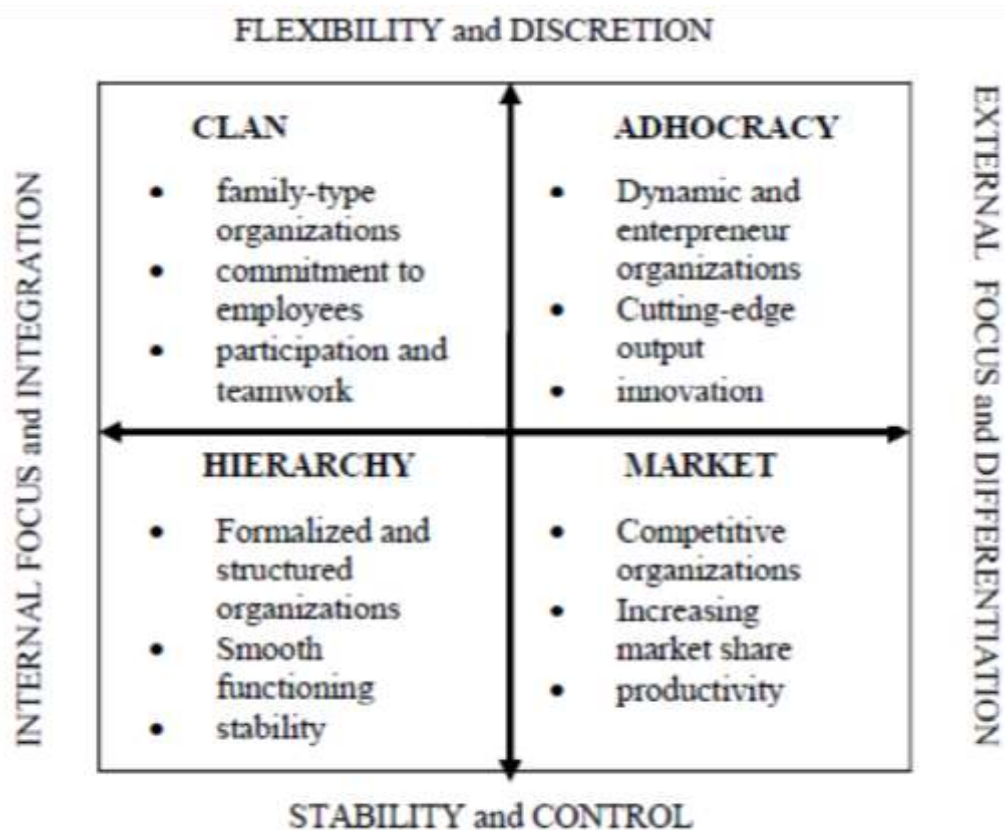 FLEXIBILITY and DISCRETION
INTERNAL FOCUS and INTEGRATION
CLAN
• family-type
organizations
• commitment to
employees
• participation and
teamwork
ADHOCRACY
• Dynamic and
enterpreneur
organizations
• Cutting-edge
output
• innovation
HIERARCHY
• Formalized and
structured
organizations
• Smooth
functioning
• stability
MARKET
• Competitive
organizations
• Increasing
market share
• productivity
EXTERNAL FOCUS and DIFFERENTIATION
STABILITY and CONTROL